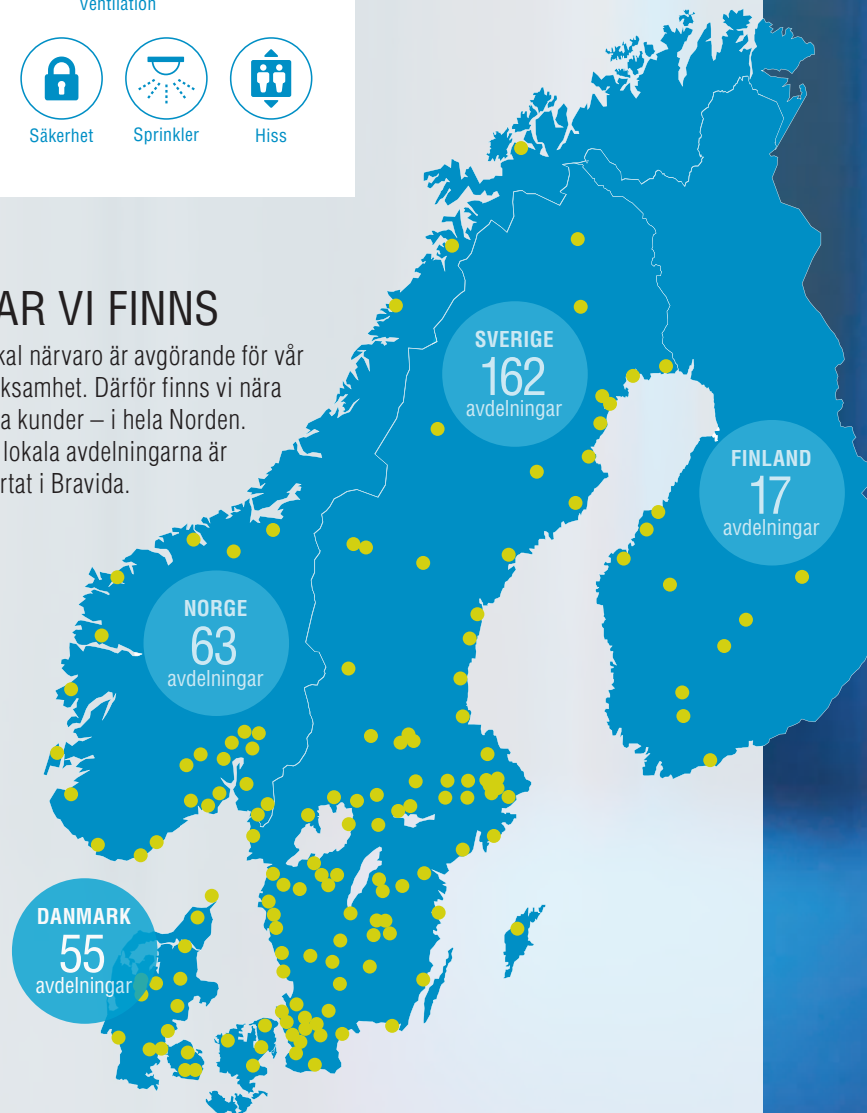 Ventilation
Säkerhet
Sprinkler
Hiss
AR VI FINNS
kal närvaro är avgörande för vår
ksamhet. Därför finns vi nära
a kunder – i hela Norden.
lokala avdelningarna är
rtat i Bravida.
SVERIGE
162
avdelningar
FINLAND
17
avdelningar
NORGE
63
avdelningar
DANMARK
55
avdelningar